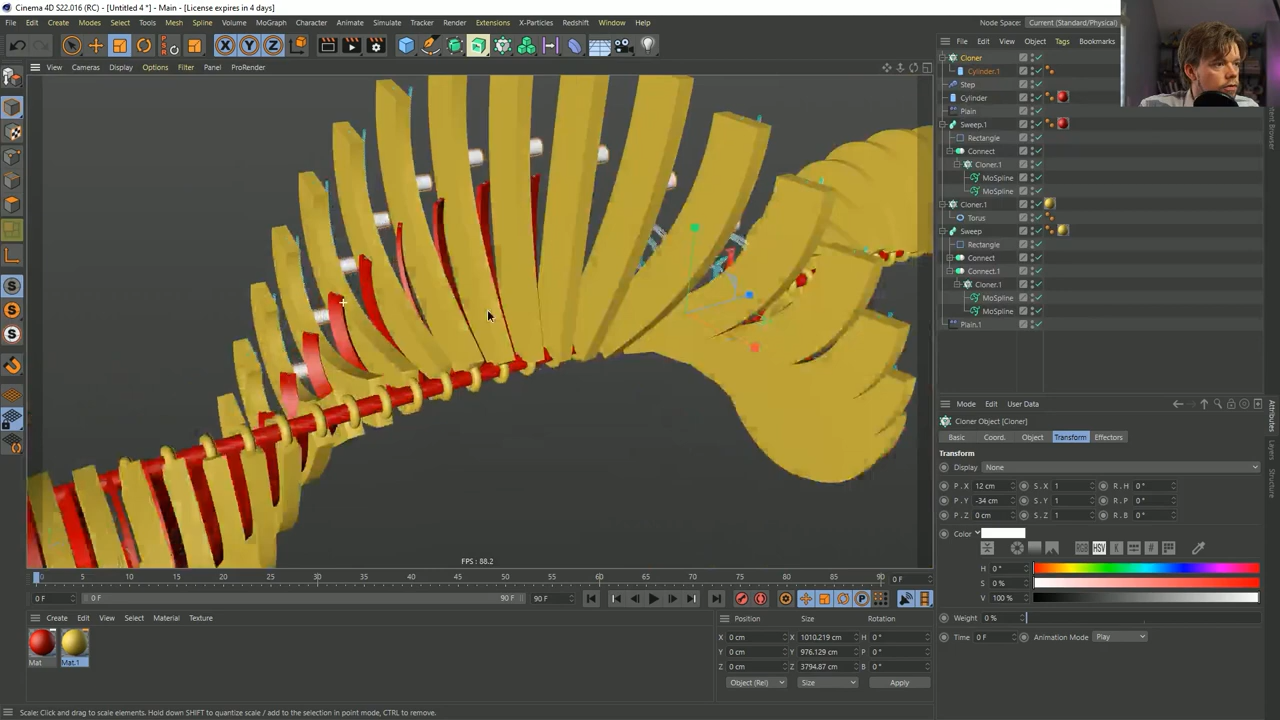 Cinema 4D S22.016 (RC) - [Untitled 4 *] - Main - [License expires in 4 days]
File Edit Create Modes Select Tools Mesh Spline Volume MoGraph Character Animate Simulate Tracker Render Extensions X-Particles Redshift Window Help
Node Space: Current (Standard/Physical)
View Cameras Display Options Filter Panel ProRender
File Edit View Object Tags Bookmarks
Cloner
Cylinder.1
Step
Cylinder
Plain
Sweep.1
Rectangle
Connect
Cloner.1
MoSpline
MoSpline
Cloner.1
Torus
Sweep
Rectangle
Connect
Connect.1
Cloner.1
MoSpline
MoSpline
Plain.1
Content Browser
Mode Edit User Data
Cloner Object [Cloner]
Basic Coord. Object Transform Effectors
Transform
Display None
P . X 12 cm S . X 1 R . H 0 °
P . Y -34 cm S . Y 1 R . P 0 °
P . Z 0 cm S . Z 1 R . B 0 °
Color
RGB HSV K
H 0 °
S 0 %
V 100 %
Weight 0 %
Time 0 F Animation Mode Play
Attributes
Layers
Structure
FPS : 88.2
0 5 10 15 20 25 30 35 40 45 50 55 60 65 70 75 80 85 90 0 F
0 F 0 F 90 F 90 F
Create Edit View Select Material Texture
Mat Mat.1
Position Size Rotation
X 0 cm X 1010.219 cm H 0 °
Y 0 cm Y 976.129 cm P 0 °
Z 0 cm Z 3794.87 cm B 0 °
Object (Rel) Size Apply
Scale: Click and drag to scale elements. Hold down SHIFT to quantize scale / add to the selection in point mode, CTRL to remove.